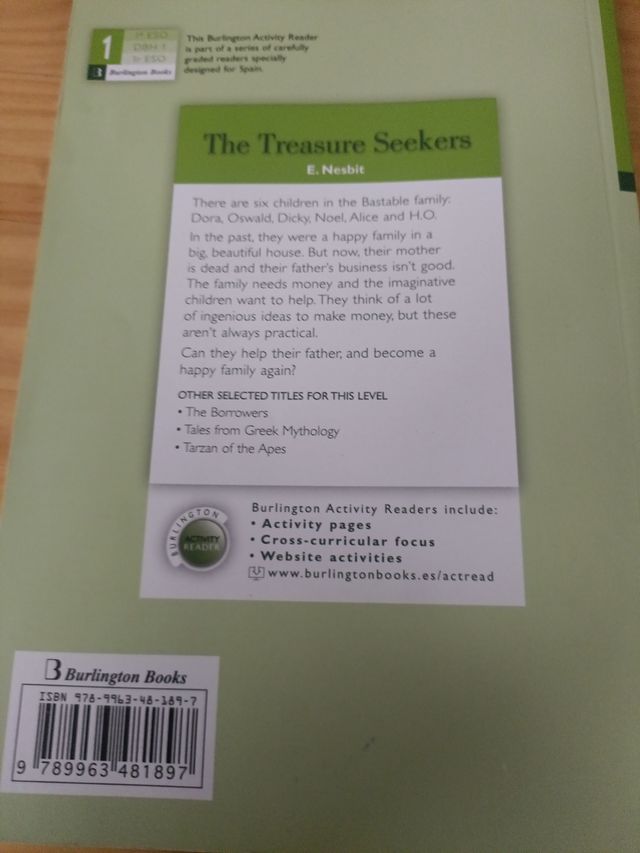 1
1º ESO
DBH 1
1r ESO
B Burlington Books
This Burlington Activity Reader
is part of a series of carefully
graded readers specially
designed for Spain.
The Treasure Seekers
E. Nesbit
There are six children in the Bastable family:
Dora, Oswald, Dicky, Noel, Alice and H.O.
In the past, they were a happy family in a
big, beautiful house. But now, their mother
is dead and their father's business isn't good.
The family needs money and the imaginative
children want to help. They think of a lot
of ingenious ideas to make money, but these
aren't always practical.
Can they help their father, and become a
happy family again?
OTHER SELECTED TITLES FOR THIS LEVEL
• The Borrowers
• Tales from Greek Mythology
• Tarzan of the Apes
BURLINGTON
ACTIVITY
READER
Burlington Activity Readers include:
• Activity pages
• Cross-curricular focus
• Website activities
www.burlingtonbooks.es/actread
B Burlington Books
ISBN 978-9963-48-189-7
9 789963 481897